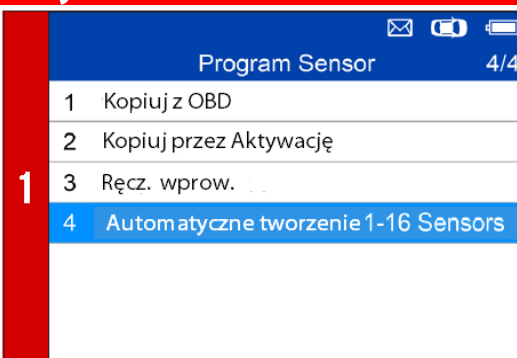 Program Sensor 4/4
1 Kopiuj z OBD
2 Kopiuj przez Aktywację
3 Ręcz. wprow.
4 Automatyczne tworzenie 1-16 Sensors
1